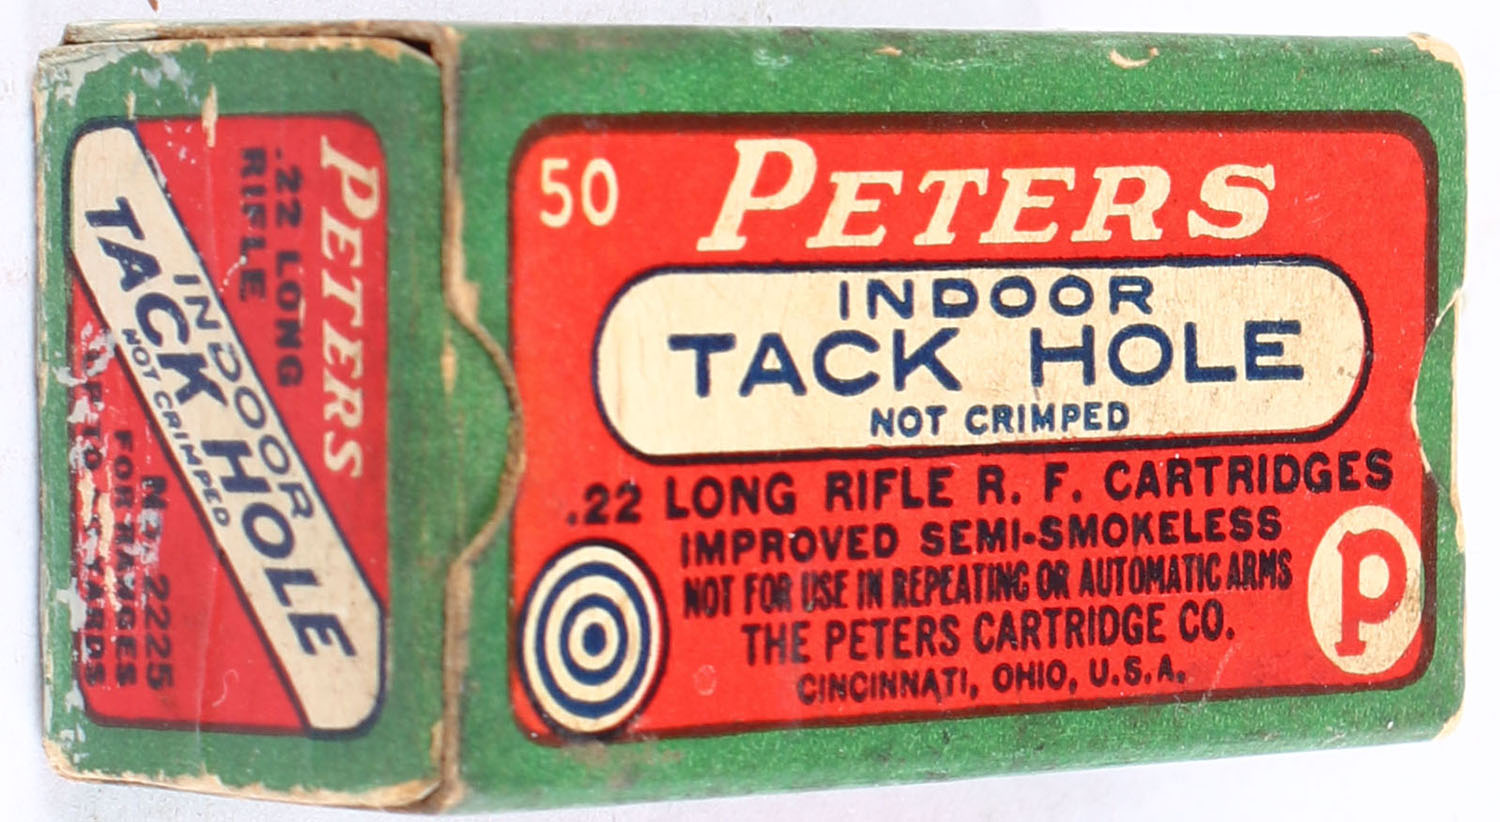 50
PETERS
INDOOR
TACK HOLE
NOT CRIMPED
.22 LONG RIFLE R. F. CARTRIDGES
IMPROVED SEMI-SMOKELESS
NOT FOR USE IN REPEATING OR AUTOMATIC ARMS
THE PETERS CARTRIDGE CO.
CINCINNATI, OHIO, U.S.A.
P
PETERS
.22 LONG
RIFLE
INDOOR
TACK HOLE
NOT CRIMPED
2225
FOR RANGES
TO